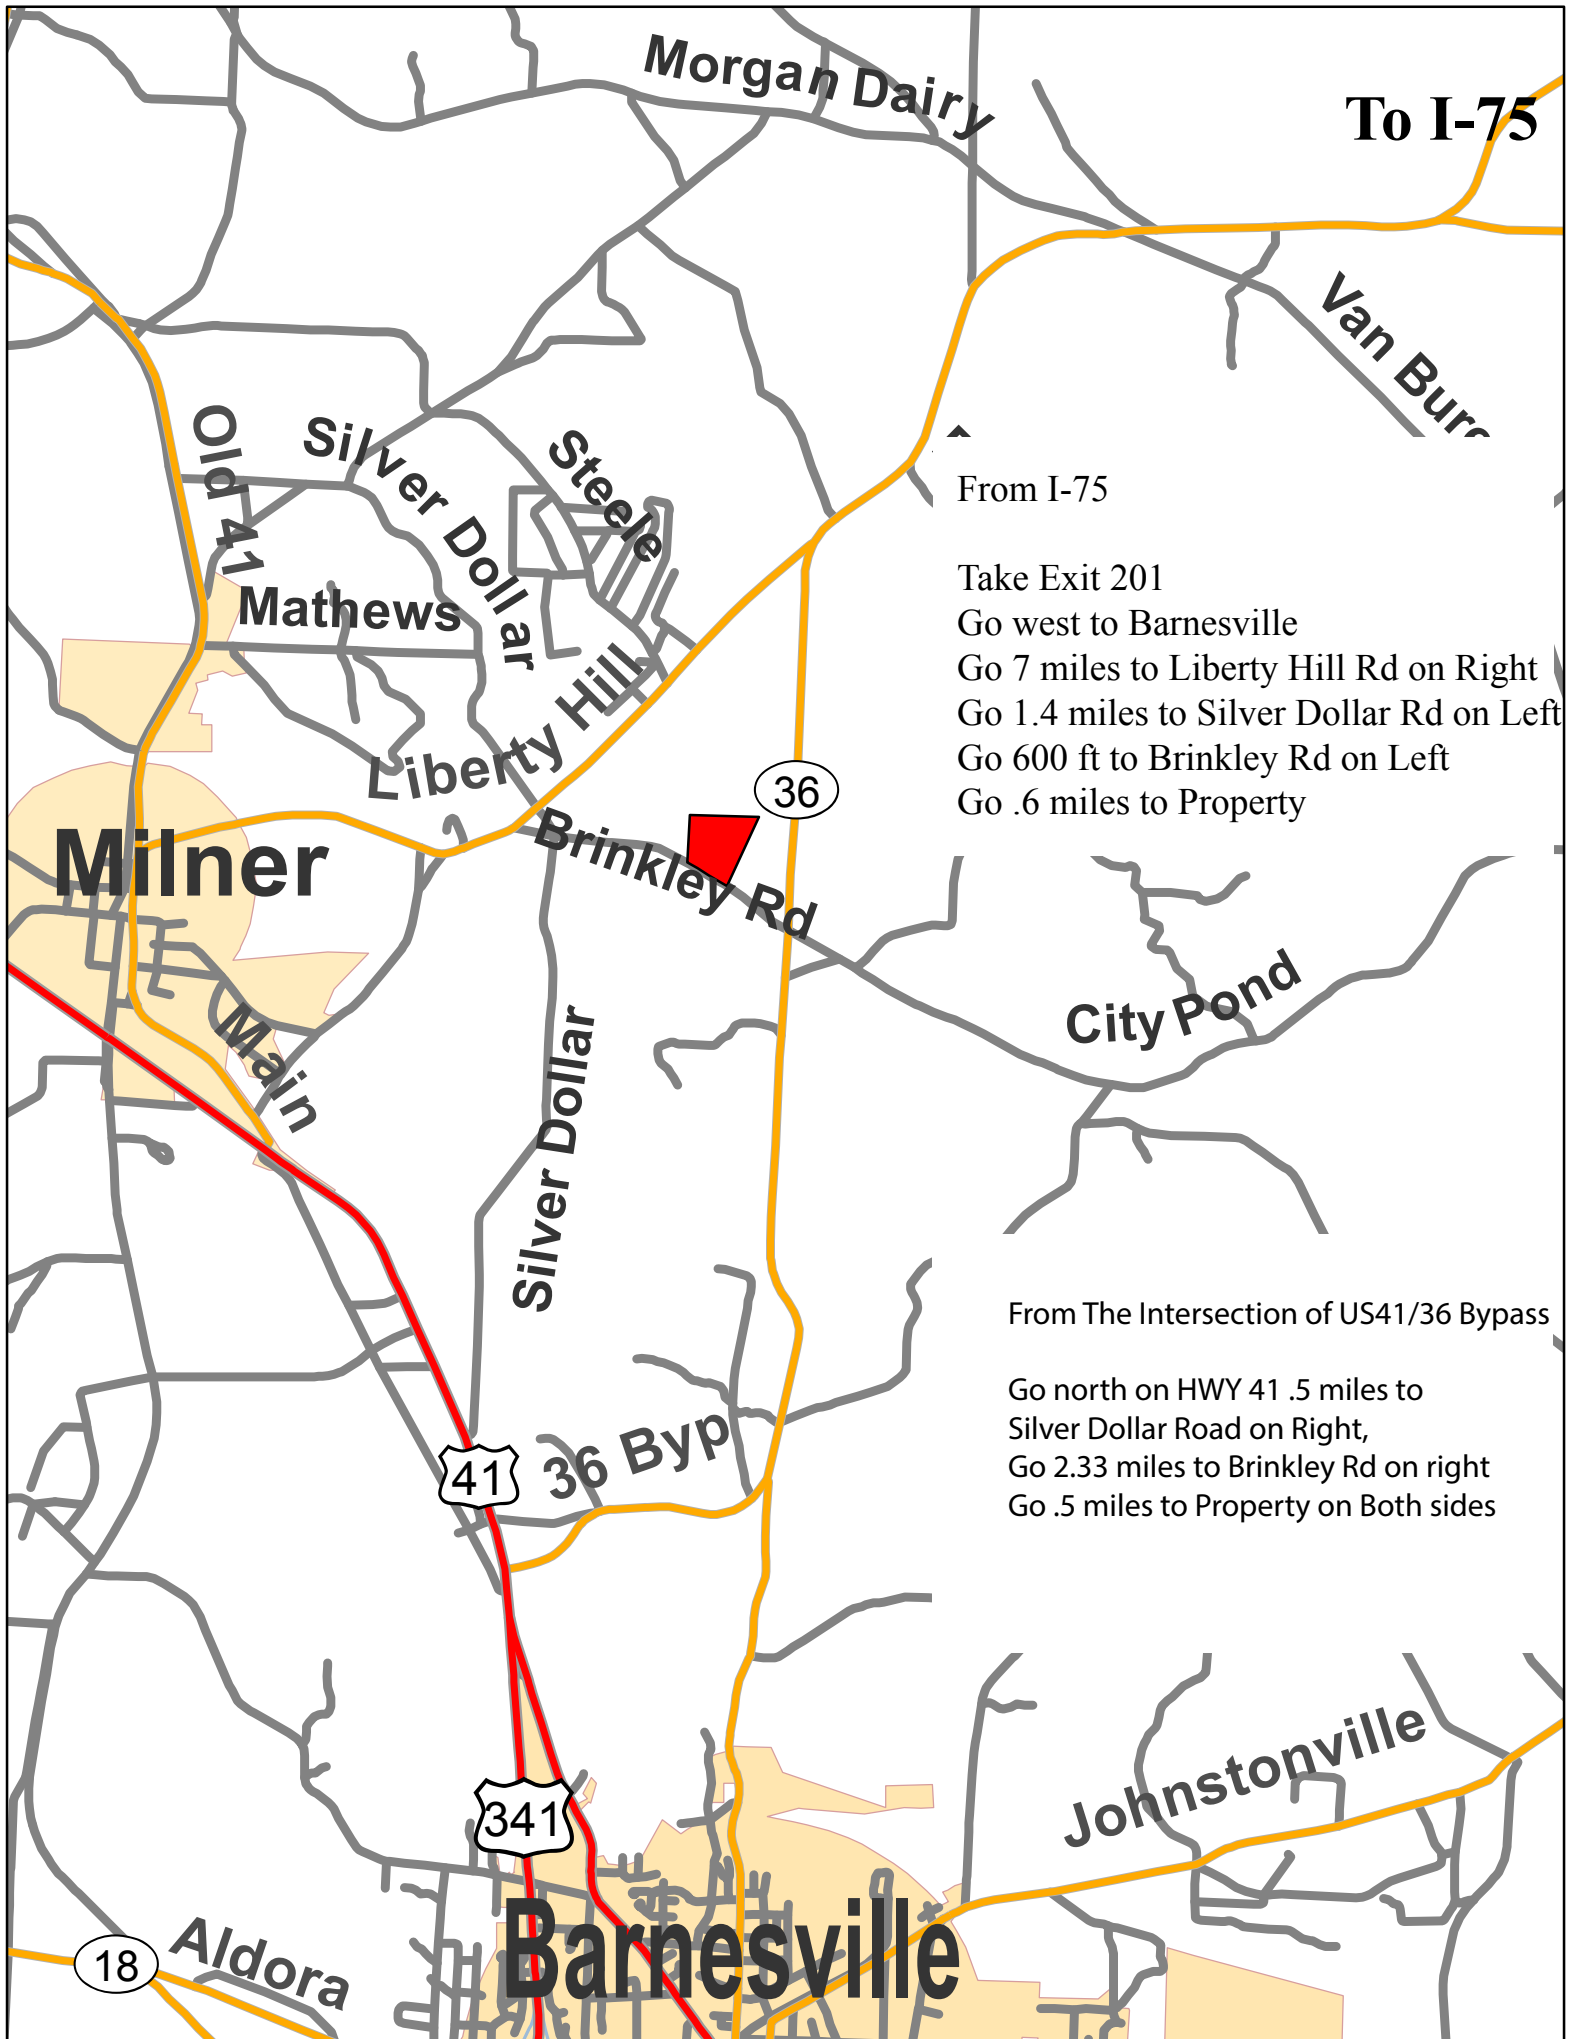 Morgan Dairy
To I-75
Van Bure
Old 41
Silver Dollar
Steele
From I-75
Take Exit 201
Go west to Barnesville
Go 7 miles to Liberty Hill Rd on Right
Go 1.4 miles to Silver Dollar Rd on Left
Go 600 ft to Brinkley Rd on Left
Go .6 miles to Property
Mathews
Liberty Hill
36
Milner
Brinkley Rd
City Pond
Main
Silver Dollar
From The Intersection of US41/36 Bypass
Go north on HWY 41 .5 miles to
Silver Dollar Road on Right,
Go 2.33 miles to Brinkley Rd on right
Go .5 miles to Property on Both sides
36 Byp
41
Johnstonville
341
Barnesville
18
Aldora